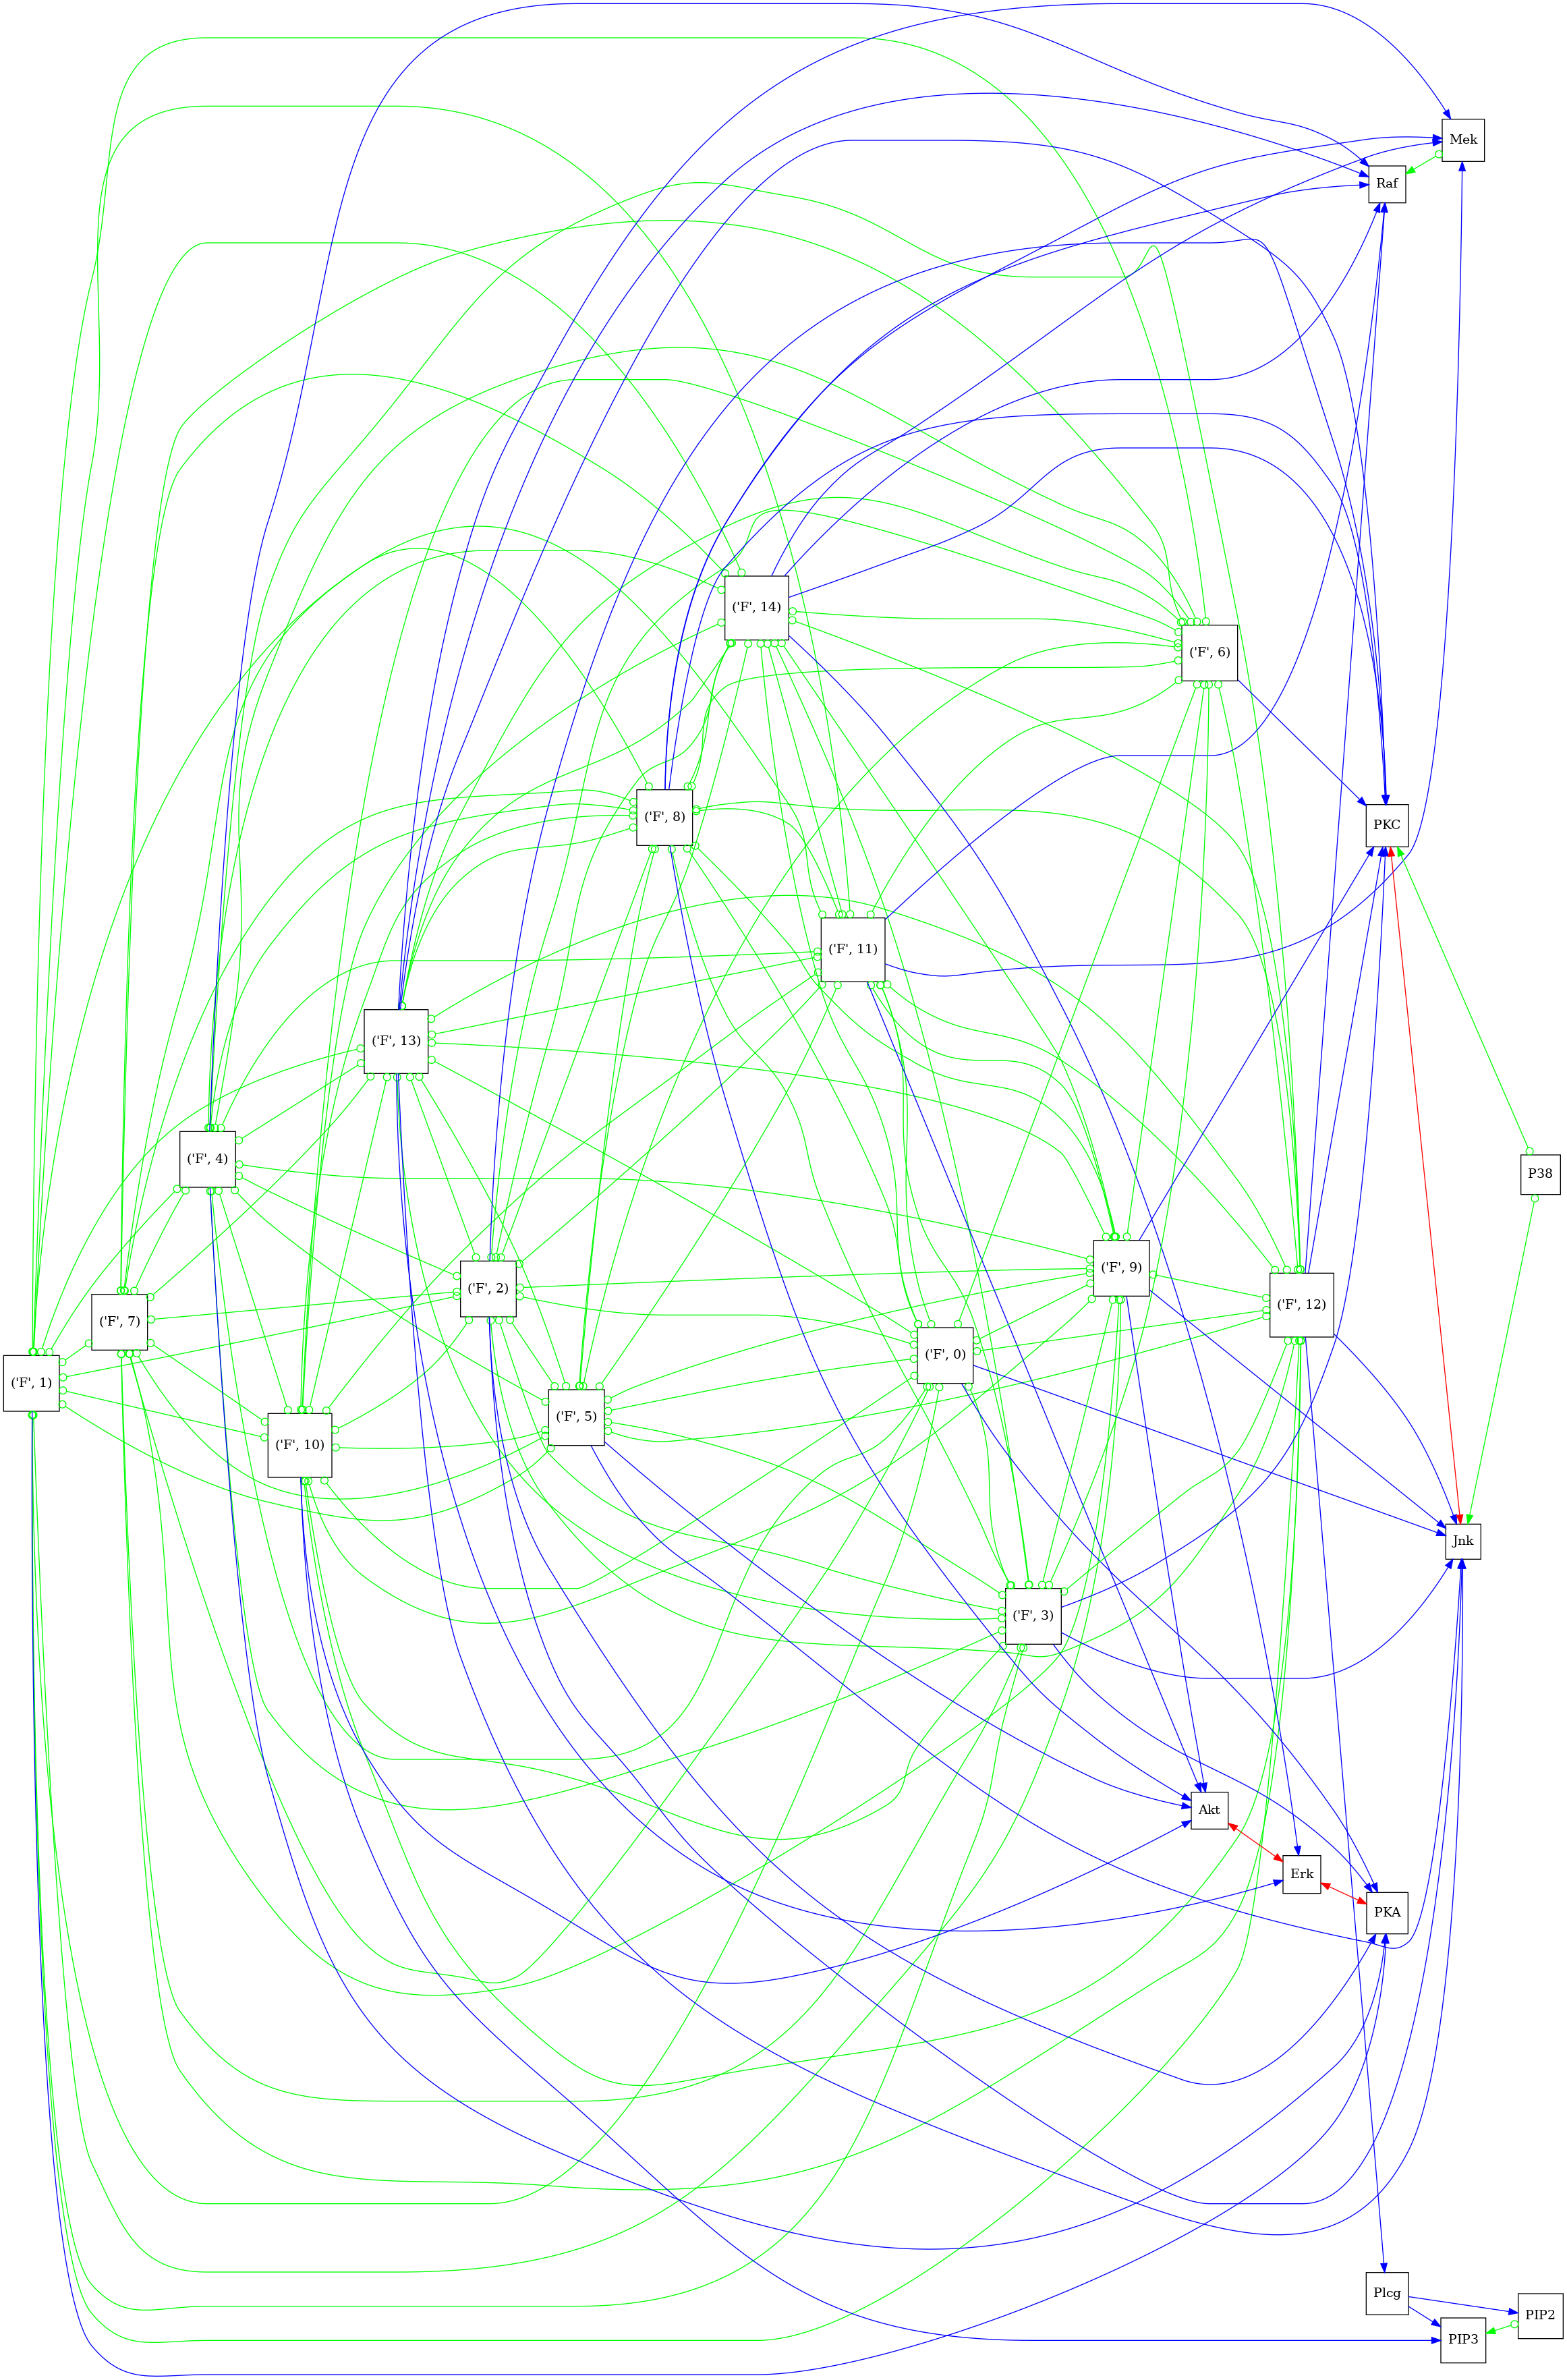 Mek
Raf
('F', 14)
('F', 6)
('F', 8)
PKC
('F', 11)
('F', 13)
('F', 4)
P38
('F', 9)
('F', 2)
('F', 12)
('F', 7)
('F', 0)
('F', 1)
('F', 5)
('F', 10)
Jnk
('F', 3)
Akt
Erk
PKA
Plcg
PIP2
PIP3